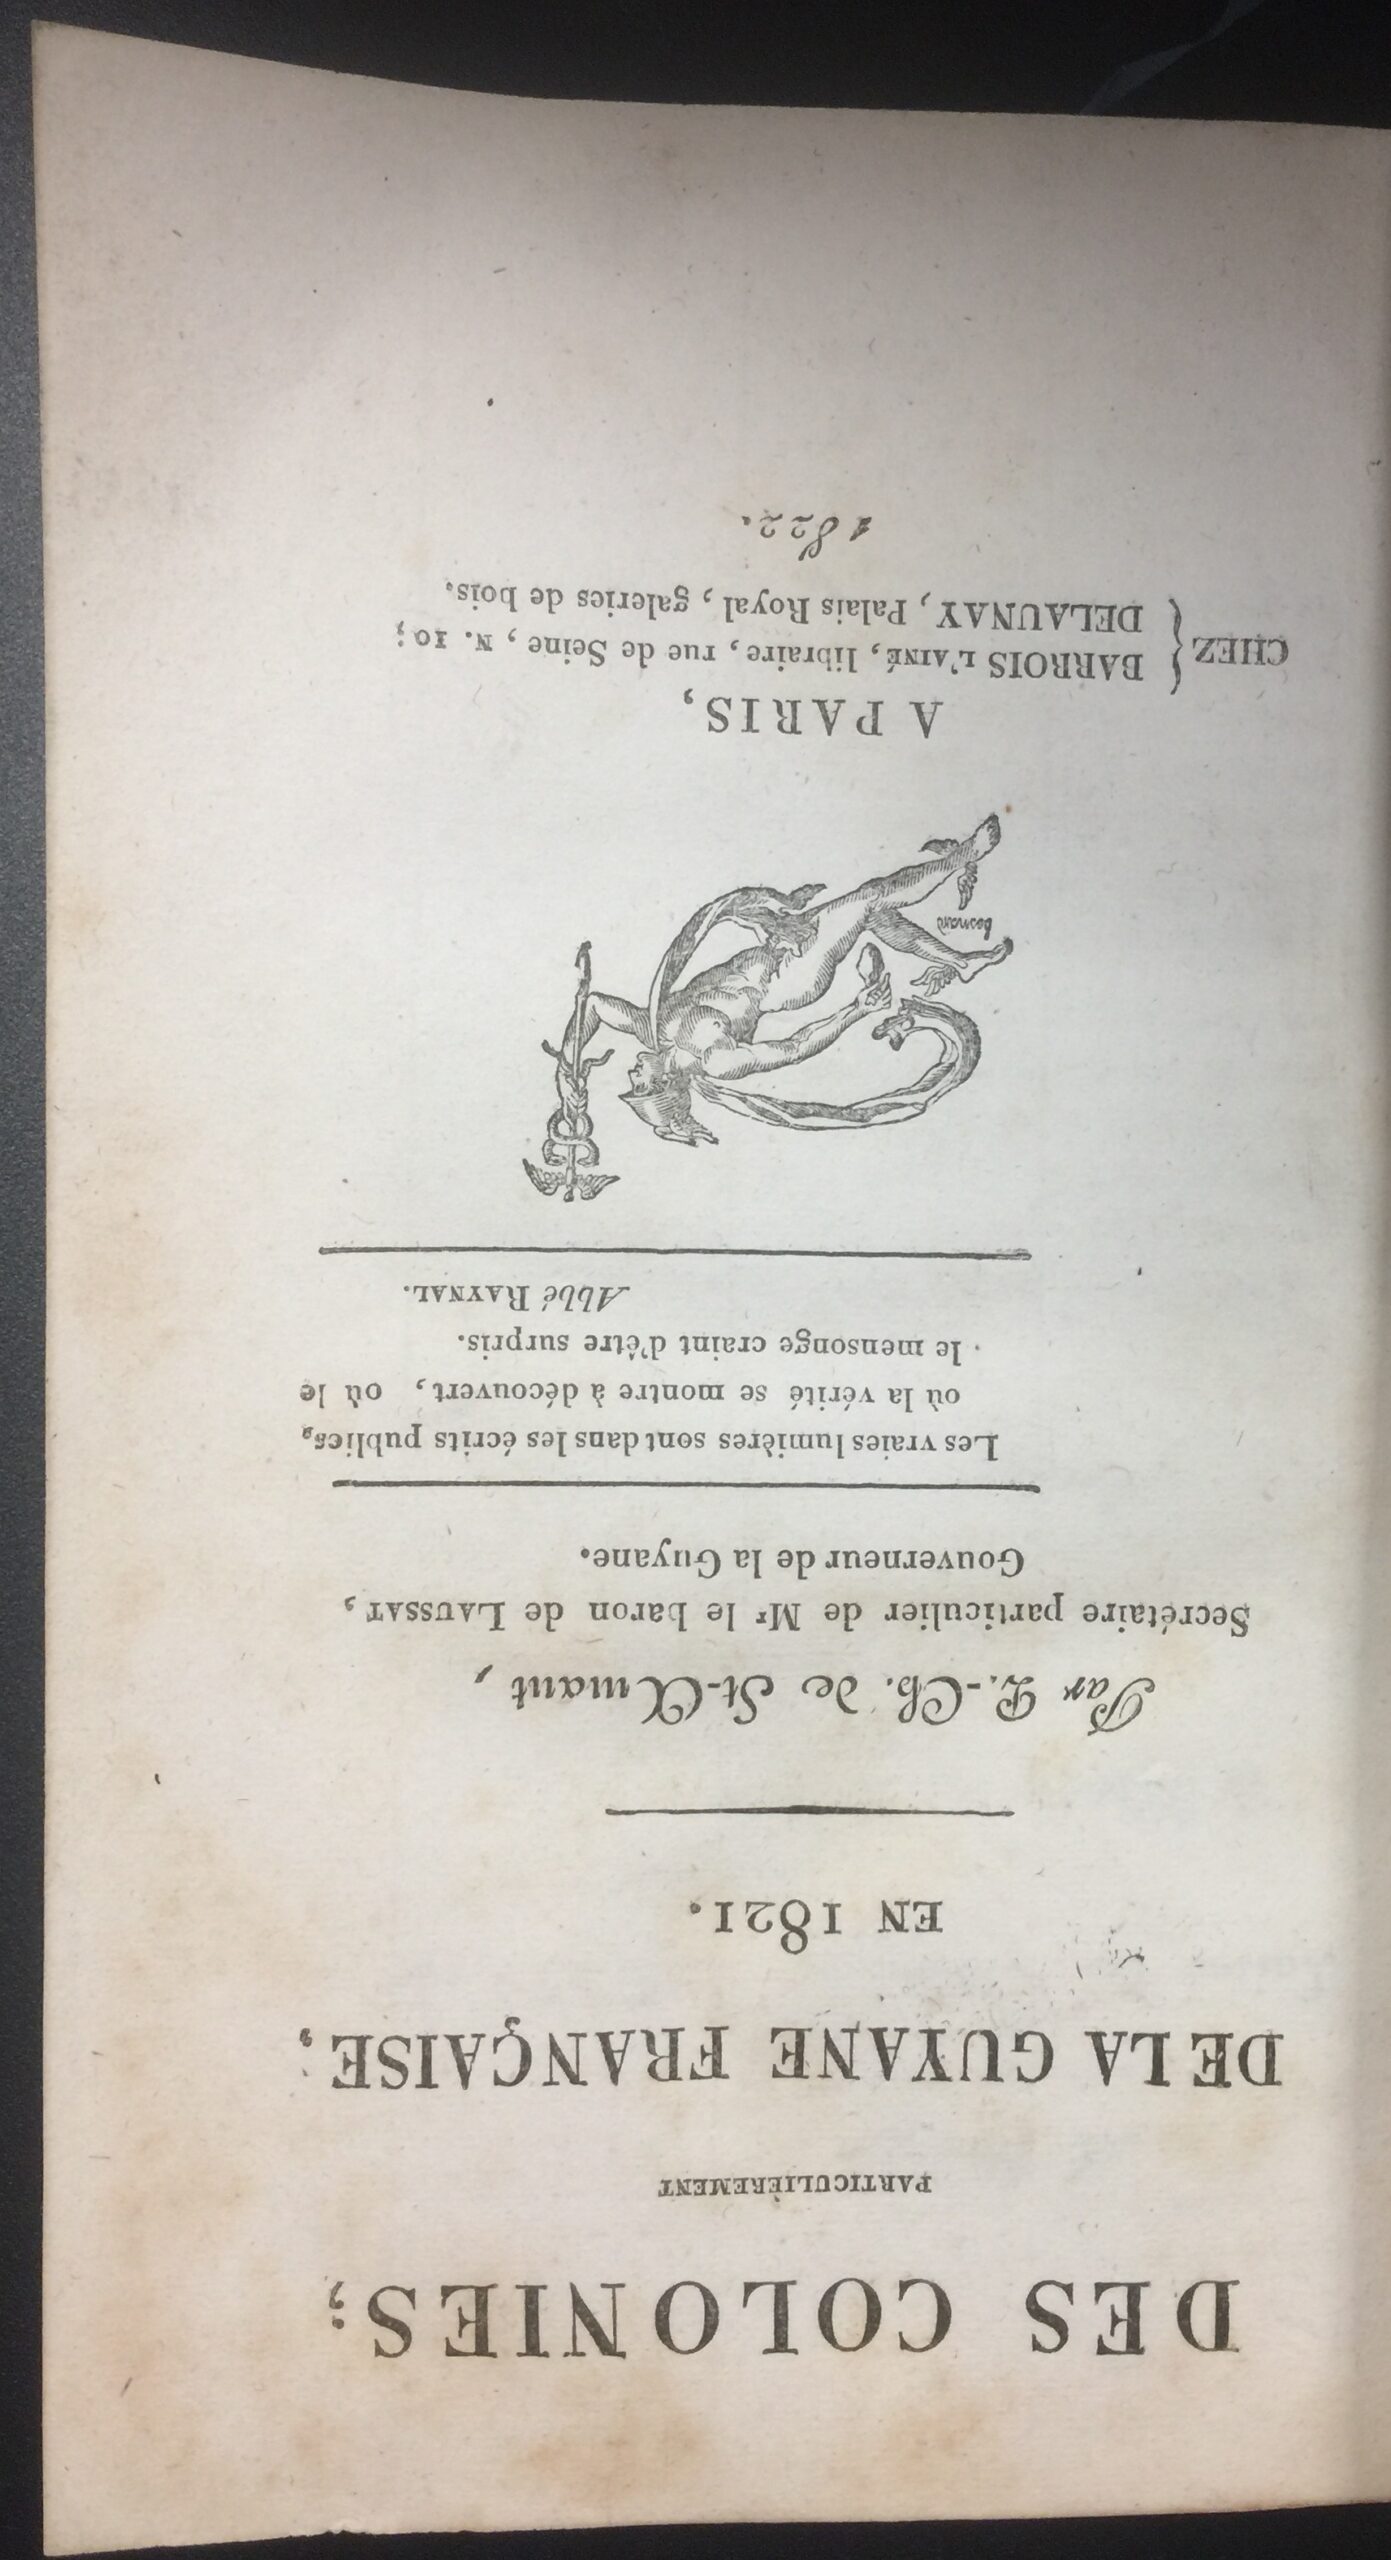 DES COLONIES;
PARTICULIÈREMENT
DE LA GUYANE FRANÇAISE,
EN 1821.
Par P.-Ch. de St-Amant,
Secrétaire particulier de Mr le baron de LAUSSAT,
Gouverneur de la Guyane.
Les vraies lumières sont dans les écrits publics,
où la vérité se montre à découvert, où le
le mensonge craint d'être surpris.
Abbé RAYNAL.
besnard
A PARIS,
CHEZ { BARROIS L'AINÉ, libraire, rue de Seine, N. 10;
DELAUNAY, Palais Royal, galeries de bois.
1822.